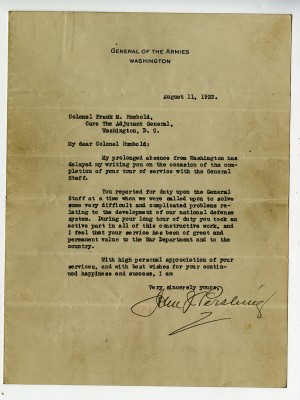 GENERAL OF THE ARMIES
WASHINGTON
August 11, 1923.
Colonel Frank M. Rumbold,
Care The Adjutant General,
Washington, D. C.
My dear Colonel Rumbold:
My prolonged absence from Washington has
delayed my writing you on the occasion of the com-
pletion of your tour of service with the General
Staff.
You reported for duty upon the General
Staff at a time when we were called upon to solve
some very difficult and complicated problems re-
lating to the development of our national defense
system. During your long tour of duty you took an
active part in all of this constructive work, and
I feel that your service has been of great and
permanent value to the War Department and to the
country.
With high personal appreciation of your
services, and with best wishes for your contin-
ued happiness and success, I am
Very sincerely yours,
John J. Pershing